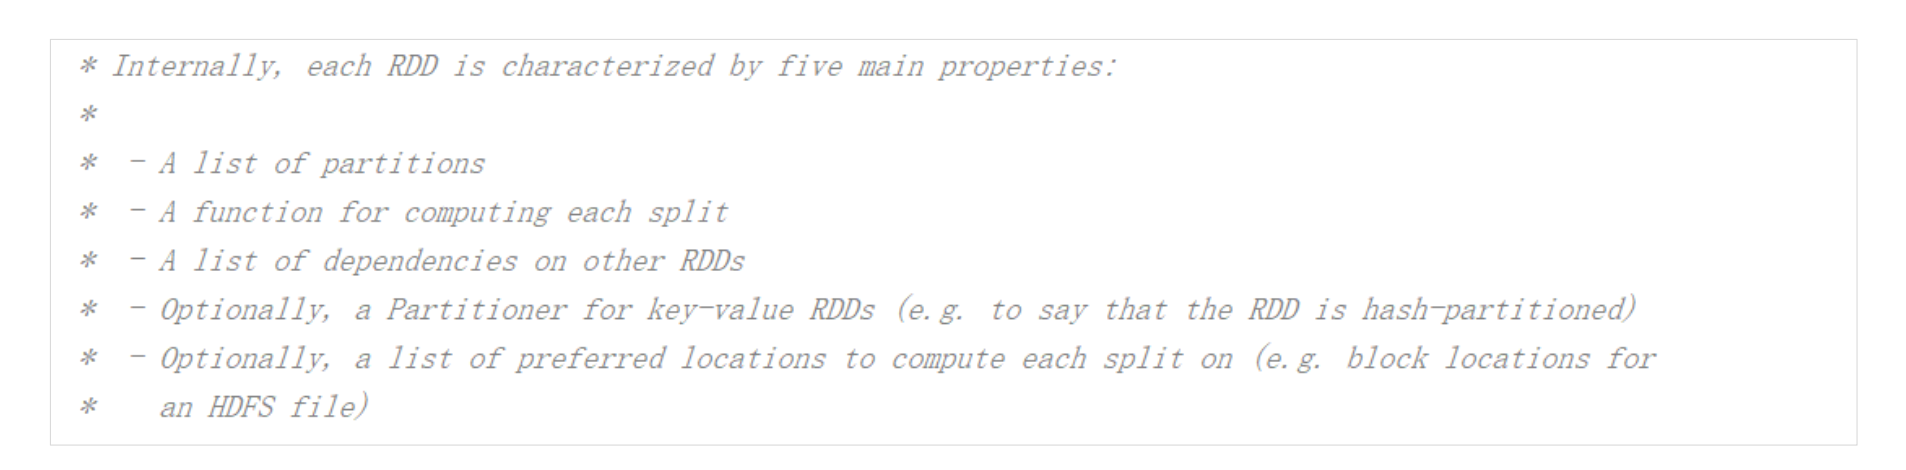 * Internally, each RDD is characterized by five main properties:
*
*  - A list of partitions
*  - A function for computing each split
*  - A list of dependencies on other RDDs
*  - Optionally, a Partitioner for key-value RDDs (e.g. to say that the RDD is hash-partitioned)
*  - Optionally, a list of preferred locations to compute each split on (e.g. block locations for
*    an HDFS file)